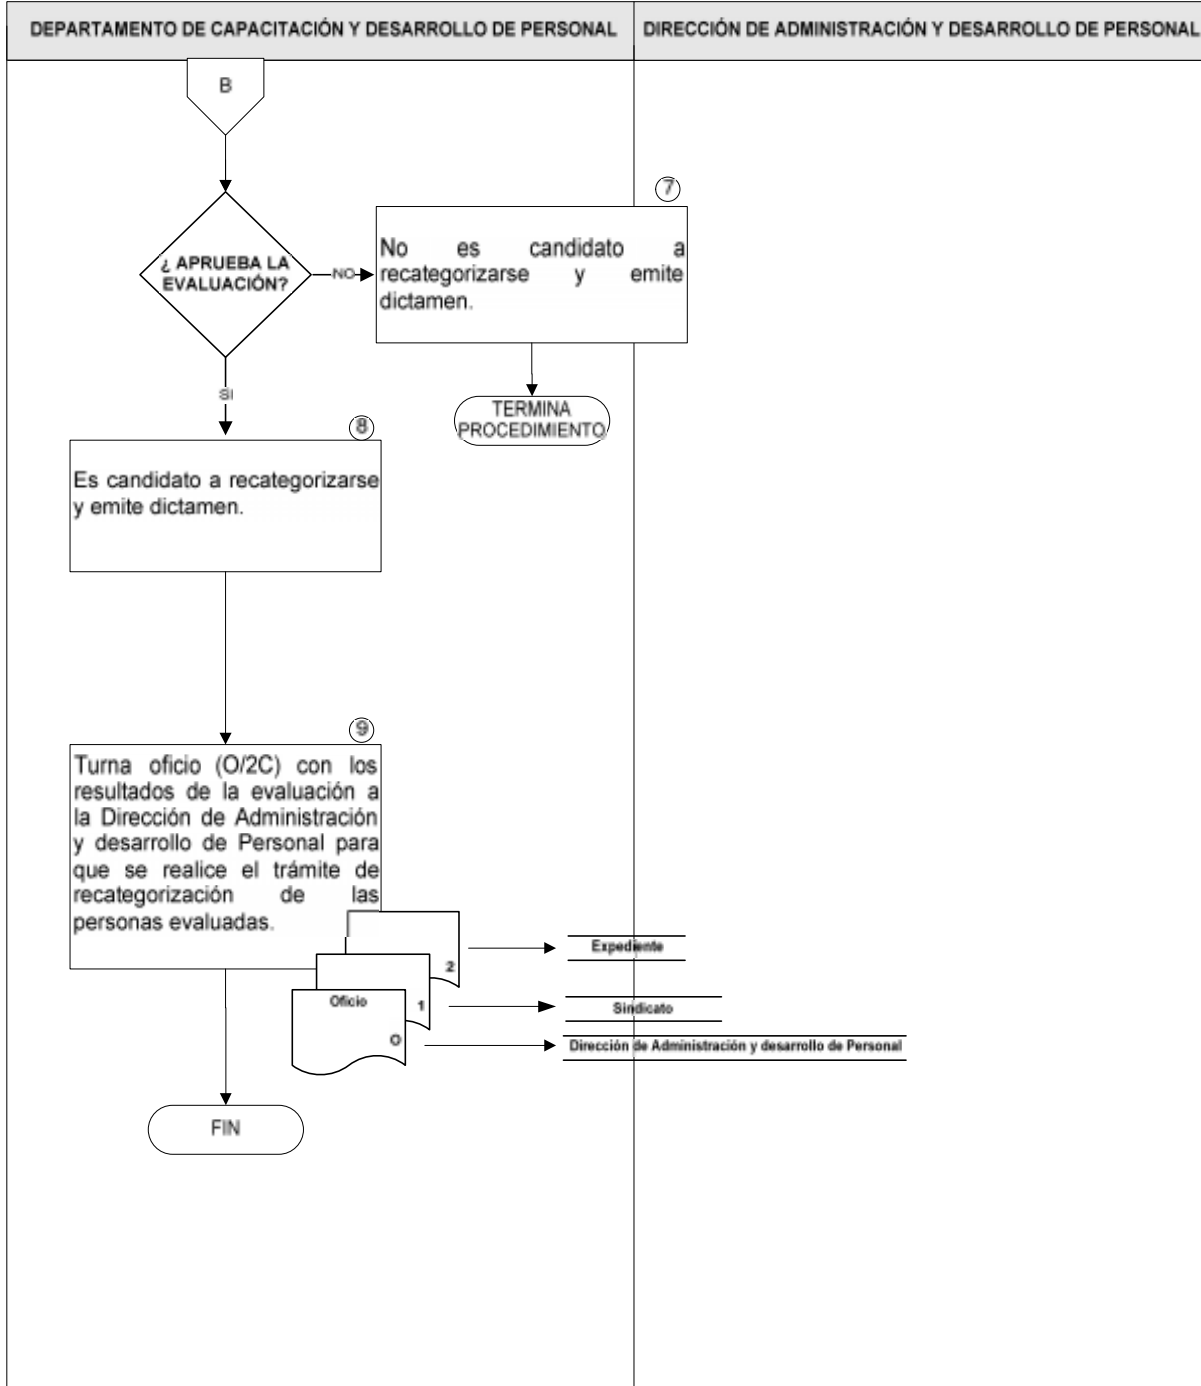 DEPARTAMENTO DE CAPACITACIÓN Y DESARROLLO DE PERSONAL
DIRECCIÓN DE ADMINISTRACIÓN Y DESARROLLO DE PERSONAL
B
¿ APRUEBA LA
EVALUACIÓN?
NO
7
No es candidato a
recategorizarse y emite
dictamen.
TERMINA
PROCEDIMIENTO
SI
8
Es candidato a recategorizarse
y emite dictamen.
9
Turna oficio (O/2C) con los
resultados de la evaluación a
la Dirección de Administración
y desarrollo de Personal para
que se realice el trámite de
recategorización de las
personas evaluadas.
2
Expediente
1
Sindicato
Oficio
O
Dirección de Administración y desarrollo de Personal
FIN